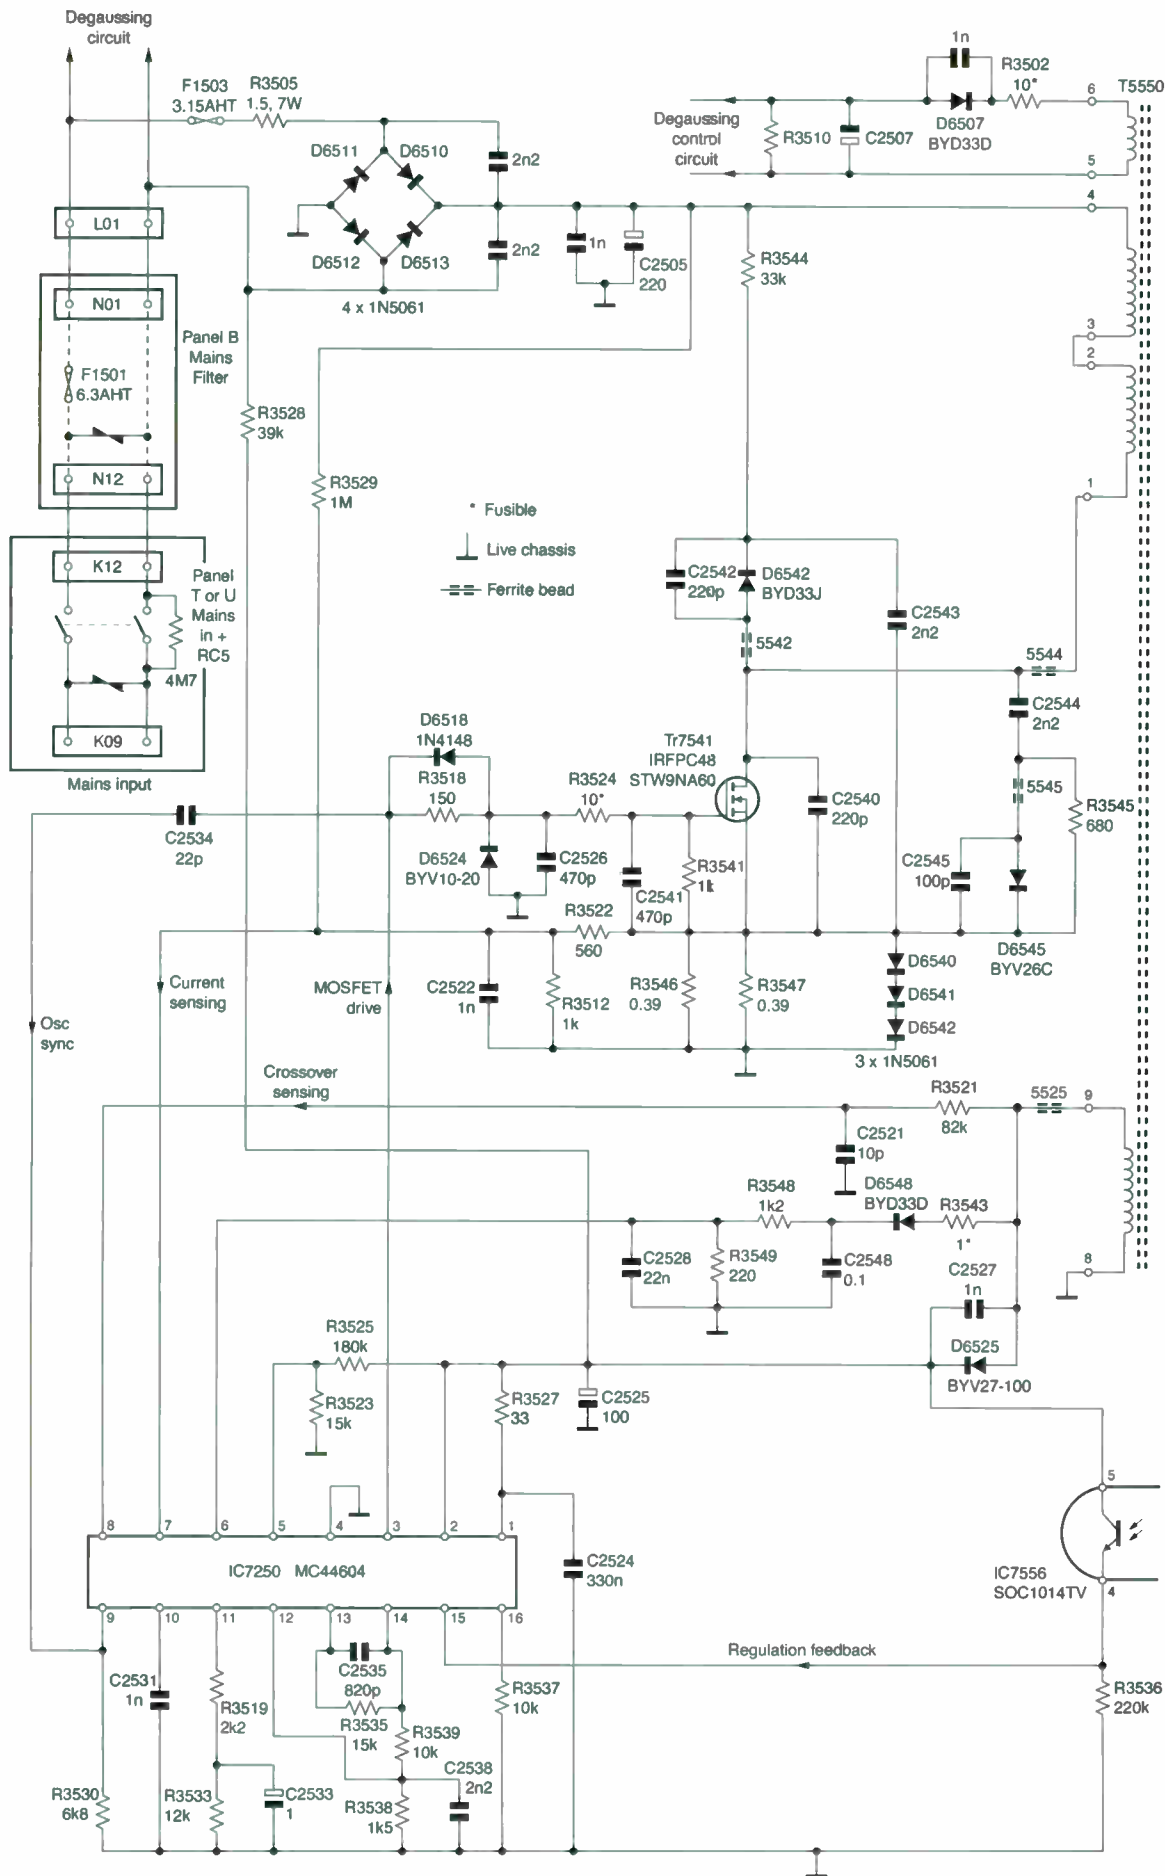 Degaussing
circuit
F1503
3.15AHT
R3505
1.5, 7W
D6511
D6510
2n2
D6512
D6513
2n2
4 x 1N5061
1n
C2505
220
Degaussing
control
circuit
R3510
C2507
1n
D6507
BYD33D
R3502
10*
T5550
6
5
4
3
2
1
L01
N01
F1501
6.3AHT
N12
Panel B
Mains
Filter
R3528
39k
R3529
1M
R3544
33k
* Fusible
Live chassis
Ferrite bead
K12
Panel
T or U
Mains
in +
RC5
4M7
K09
Mains input
C2542
220p
D6542
BYD33J
5542
C2543
2n2
5544
C2544
2n2
5545
R3545
680
C2545
100p
D6545
BYV26C
D6518
1N4148
R3518
150
R3524
10*
Tr7541
IRFPC48
STW9NA60
C2540
220p
C2534
22p
D6524
BYV10-20
C2526
470p
C2541
470p
R3541
1k
R3522
560
Current
sensing
MOSFET
drive
C2522
1n
R3512
1k
R3546
0.39
R3547
0.39
D6540
D6541
D6542
3 x 1N5061
Osc
sync
Crossover
sensing
R3521
82k
5525
9
C2521
10p
D6548
BYD33D
R3548
1k2
R3543
1*
C2528
22n
R3549
220
C2548
0.1
C2527
1n
8
R3525
180k
R3523
15k
R3527
33
C2525
100
D6525
BYV27-100
5
8
7
6
5
4
3
2
1
IC7250 MC44604
C2524
330n
IC7556
SOC1014TV
4
9
10
11
12
13
14
15
16
Regulation feedback
C2531
1n
R3519
2k2
C2535
820p
R3535
15k
R3539
10k
R3537
10k
R3536
220k
R3530
6k8
R3533
12k
C2533
1
R3538
1k5
C2538
2n2